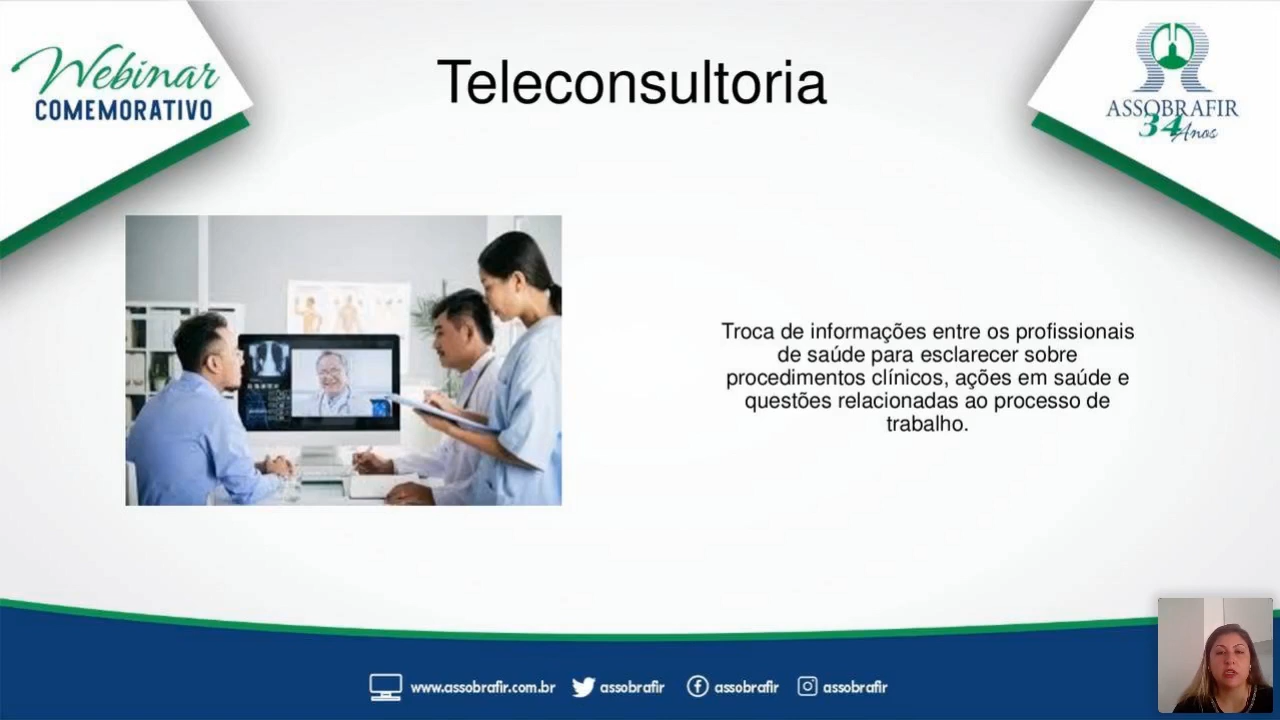 Webinar
COMEMORATIVO
Teleconsultoria
ASSOBRAFIR
34 Anos
Troca de informações entre os profissionais
de saúde para esclarecer sobre
procedimentos clínicos, ações em saúde e
questões relacionadas ao processo de
trabalho.
www.assobrafir.com.br assobrafir assobrafir assobrafir